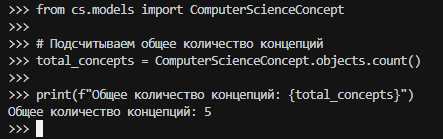 >>> from cs.models import ComputerScienceConcept
>>>
>>> # Подсчитываем общее количество концепций
>>> total_concepts = ComputerScienceConcept.objects.count()
>>>
>>> print(f"Общее количество концепций: {total_concepts}")
Общее количество концепций: 5
>>>